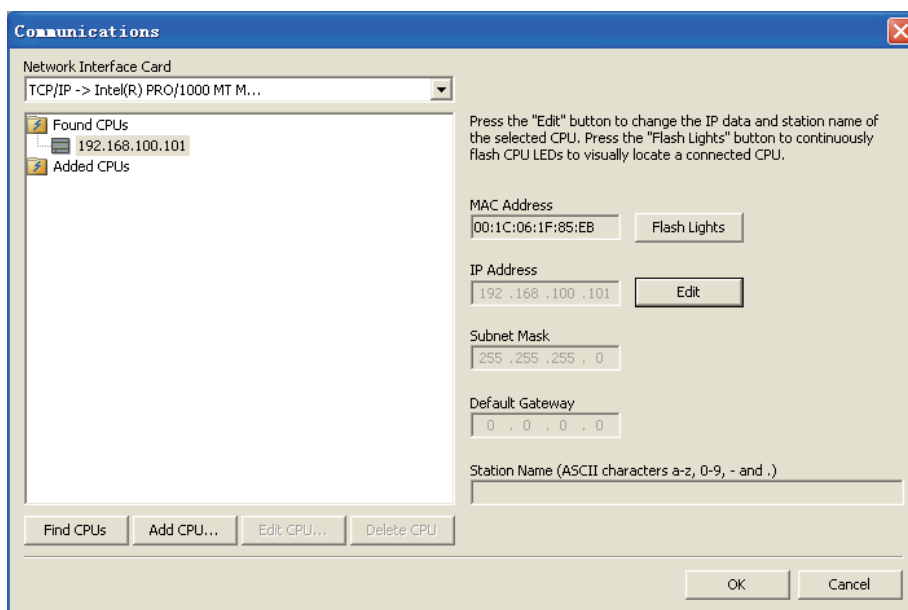 Communications
Network Interface Card
TCP/IP -> Intel(R) PRO/1000 MT M...
Found CPUs
192.168.100.101
Added CPUs
Press the "Edit" button to change the IP data and station name of
the selected CPU. Press the "Flash Lights" button to continuously
flash CPU LEDs to visually locate a connected CPU.
MAC Address
00:1C:06:1F:85:EB
Flash Lights
IP Address
192 .168 .100 .101
Edit
Subnet Mask
255 .255 .255 . 0
Default Gateway
0 . 0 . 0 . 0
Station Name (ASCII characters a-z, 0-9, - and .)
Find CPUs
Add CPU...
Edit CPU...
Delete CPU
OK
Cancel